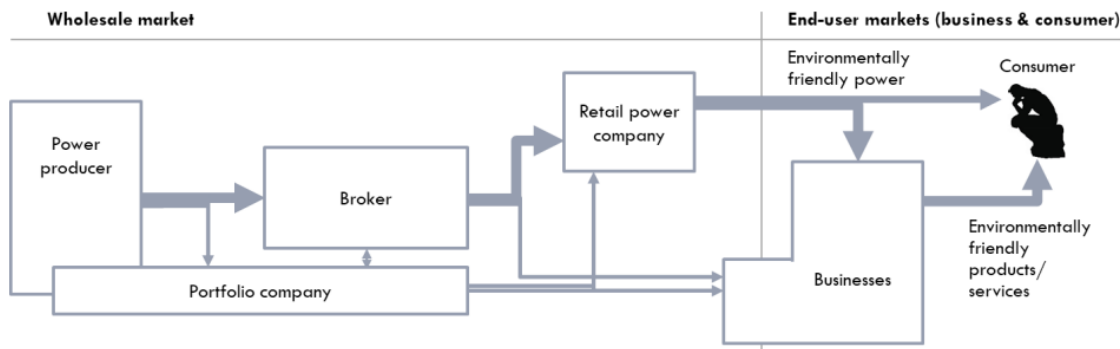 Wholesale market
End-user markets (business & consumer)
Environmentally
friendly power
Consumer
Retail power
company
Power
producer
Broker
Environmentally
friendly
products/
services
Businesses
Portfolio company